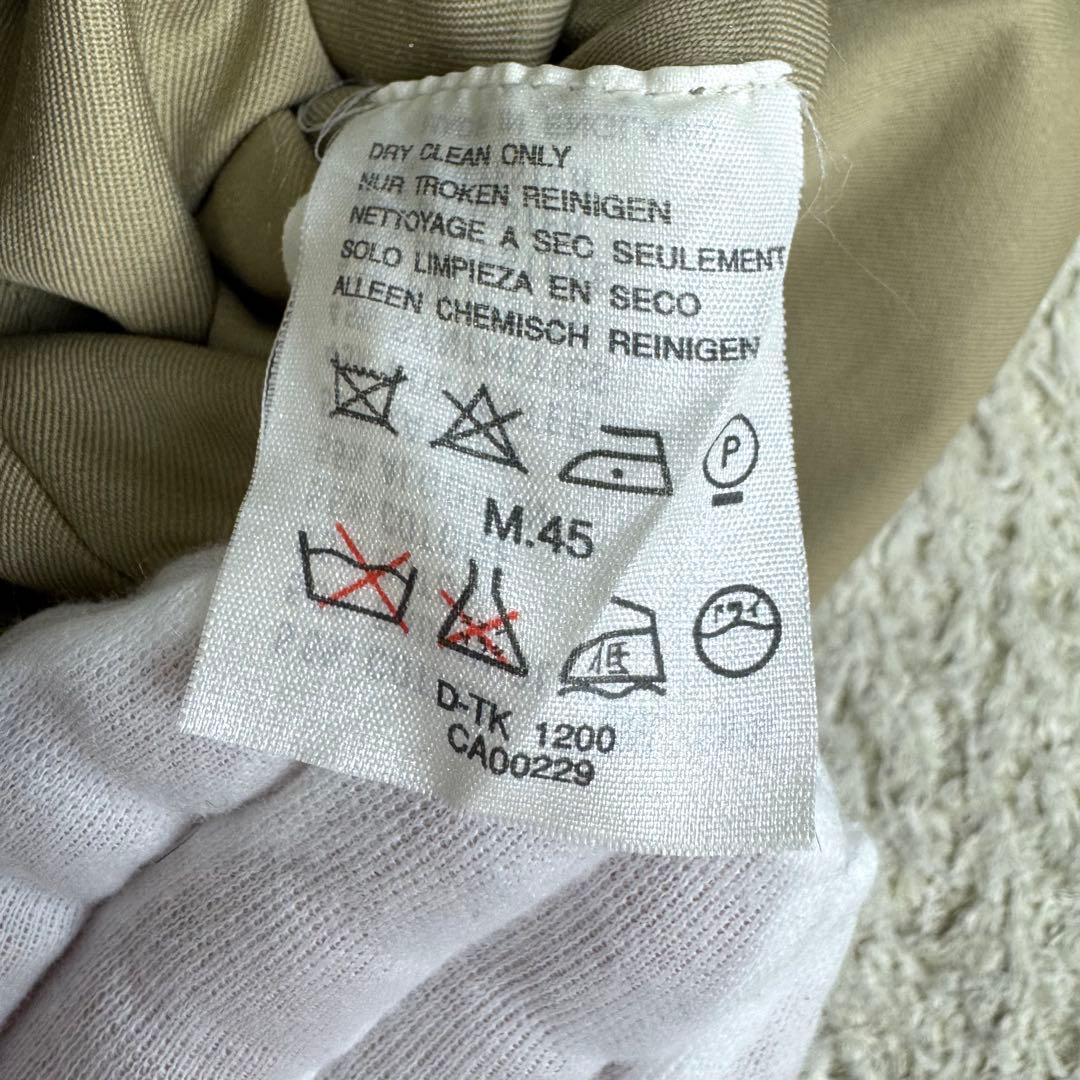 DRY CLEAN ONLY
NUR TROKEN REINIGEN
NETTOYAGE A SEC SEULEMENT
SOLO LIMPIEZA EN SECO
ALLEEN CHEMISCH REINIGEN
P
M.45
低
ドライ
D-TK 1200
CA00229